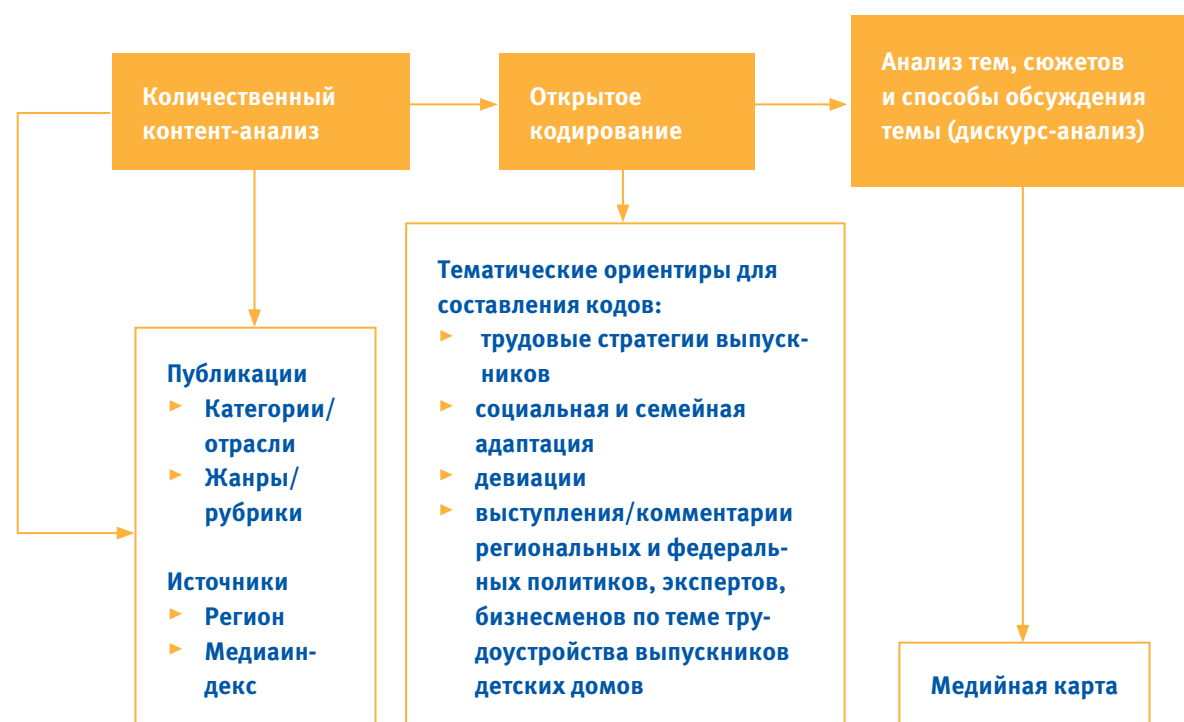 Количественный
контент-анализ
Открытое
кодирование
Анализ тем, сюжетов
и способы обсуждения
темы (дискурс-анализ)
Публикации
► Категории/
отрасли
► Жанры/
рубрики
Источники
► Регион
► Медиаин-
декс
Тематические ориентиры для
составления кодов:
► трудовые стратегии выпуск-
ников
► социальная и семейная
адаптация
► девиации
► выступления/комментарии
региональных и федераль-
ных политиков, экспертов,
бизнесменов по теме тру-
доустройства выпускников
детских домов
Медийная карта